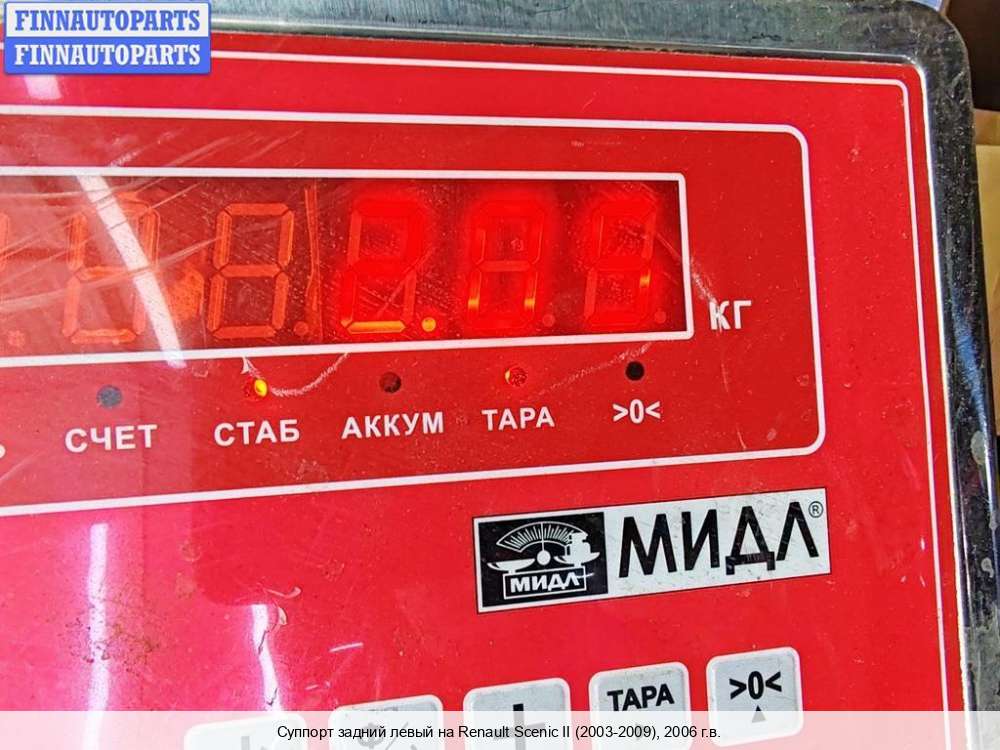 FINNAUTOPARTS
FINNAUTOPARTS
КГ
СЧЕТ СТАБ АККУМ ТАРА >0<
МИДЛ МИДЛ®
ТАРА >0<
Суппорт задний левый на Renault Scenic II (2003-2009), 2006 г.в.